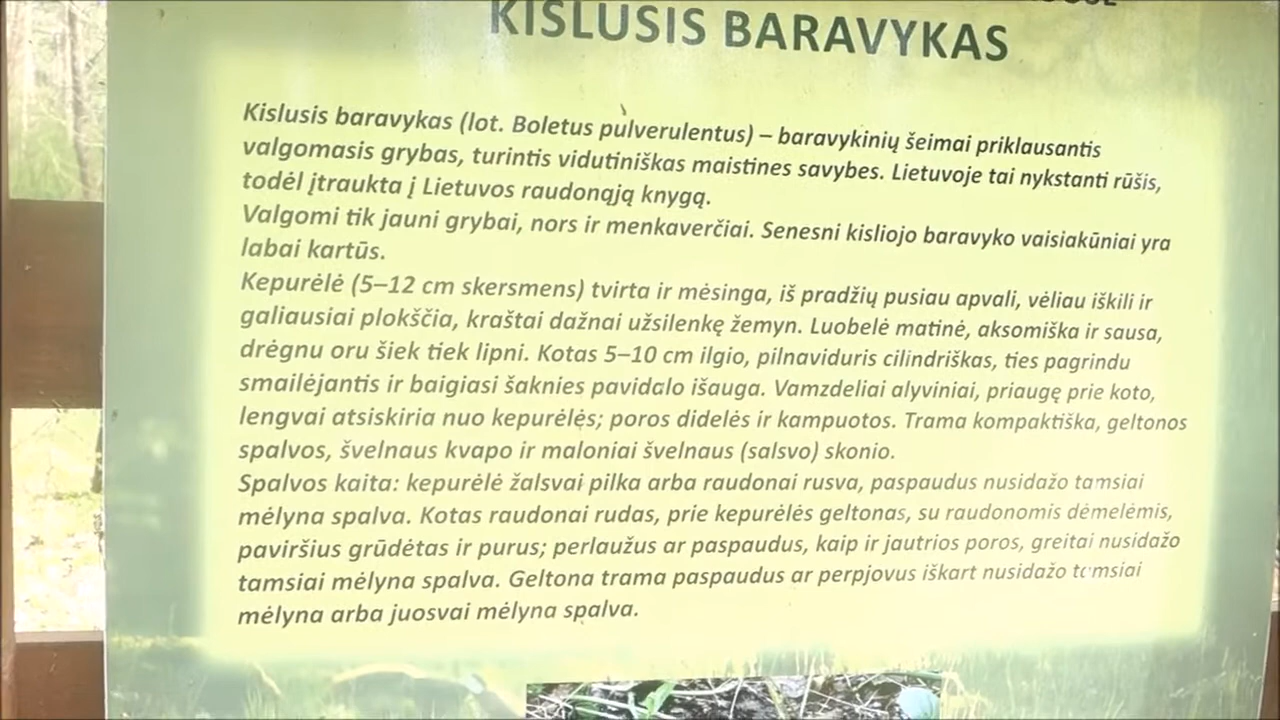 KISLUSIS BARAVYKAS
Kislusis baravykas (lot. Boletus pulverulentus) – baravykinių šeimai priklausantis
valgomasis grybas, turintis vidutiniškas maistines savybes. Lietuvoje tai nykstanti rūšis,
todėl įtraukta į Lietuvos raudonąją knygą.
Valgomi tik jauni grybai, nors ir menkaverčiai. Senesni kisliojo baravyko vaisiakūniai yra
labai kartūs.
Kepurėlė (5–12 cm skersmens) tvirta ir mėsinga, iš pradžių pusiau apvali, vėliau iškili ir
galiausiai plokščia, kraštai dažnai užsilenkę žemyn. Luobelė matinė, aksomiška ir sausa,
drėgnu oru šiek tiek lipni. Kotas 5–10 cm ilgio, pilnaviduris cilindriškas, ties pagrindu
smailėjantis ir baigiasi šaknies pavidalo išauga. Vamzdeliai alyviniai, priaugę prie koto,
lengvai atsiskiria nuo kepurėlės; poros didelės ir kampuotos. Trama kompaktiška, geltonos
spalvos, švelnaus kvapo ir maloniai švelnaus (salsvo) skonio.
Spalvos kaita: kepurėlė žalsvai pilka arba raudonai rusva, paspaudus nusidažo tamsiai
mėlyna spalva. Kotas raudonai rudas, prie kepurėlės geltonas, su raudonomis dėmelėmis,
paviršius grūdėtas ir purus; perlaužus ar paspaudus, kaip ir jautrios poros, greitai nusidažo
tamsiai mėlyna spalva. Geltona trama paspaudus ar perpjovus iškart nusidažo tamsiai
mėlyna arba juosvai mėlyna spalva.